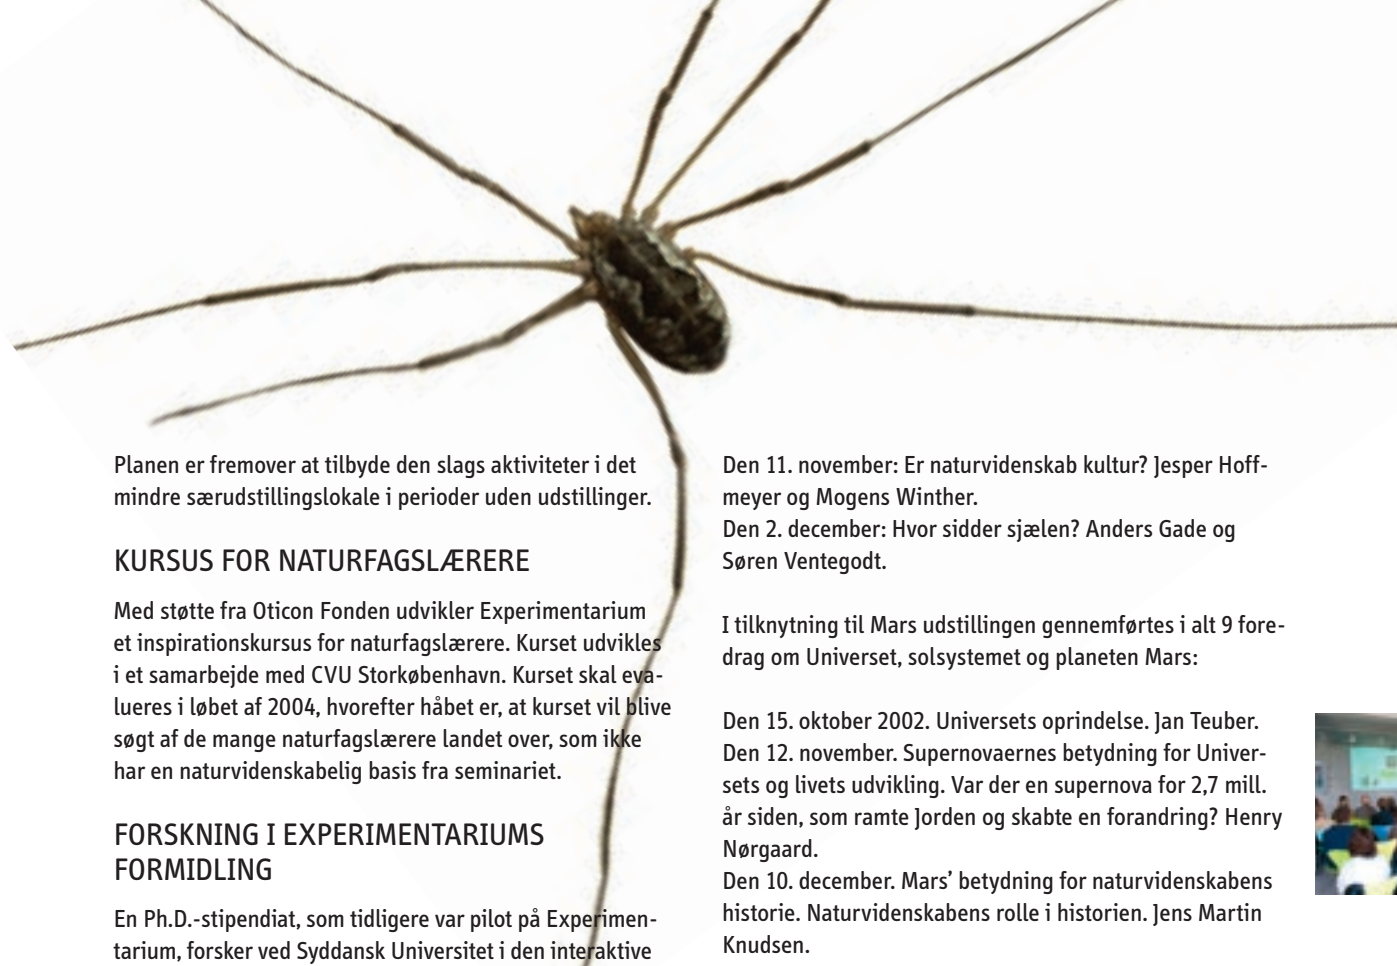 Planen er fremover at tilbyde den slags aktiviteter i det
mindre særudstillingslokale i perioder uden udstillinger.
KURSUS FOR NATURFAGSLÆRERE
Med støtte fra Oticon Fonden udvikler Experimentarium
et inspirationskursus for naturfagslærere. Kurset udvikles
i et samarbejde med CVU Storkøbenhavn. Kurset skal eva-
lueres i løbet af 2004, hvorefter håbet er, at kurset vil blive
søgt af de mange naturfagslærere landet over, som ikke
har en naturvidenskabelig basis fra seminariet.
FORSKNING I EXPERIMENTARIUMS
FORMIDLING
En Ph.D.-stipendiat, som tidligere var pilot på Experimen-
tarium, forsker ved Syddansk Universitet i den interaktive
Den 11. november: Er naturvidenskab kultur? Jesper Hoff-
meyer og Mogens Winther.
Den 2. december: Hvor sidder sjælen? Anders Gade og
Søren Ventegodt.
I tilknytning til Mars udstillingen gennemførtes i alt 9 fore-
drag om Universet, solsystemet og planeten Mars:
Den 15. oktober 2002. Universets oprindelse. Jan Teuber.
Den 12. november. Supernovaernes betydning for Univer-
sets og livets udvikling. Var der en supernova for 2,7 mill.
år siden, som ramte Jorden og skabte en forandring? Henry
Nørgaard.
Den 10. december. Mars’ betydning for naturvidenskabens
historie. Naturvidenskabens rolle i historien. Jens Martin
Knudsen.